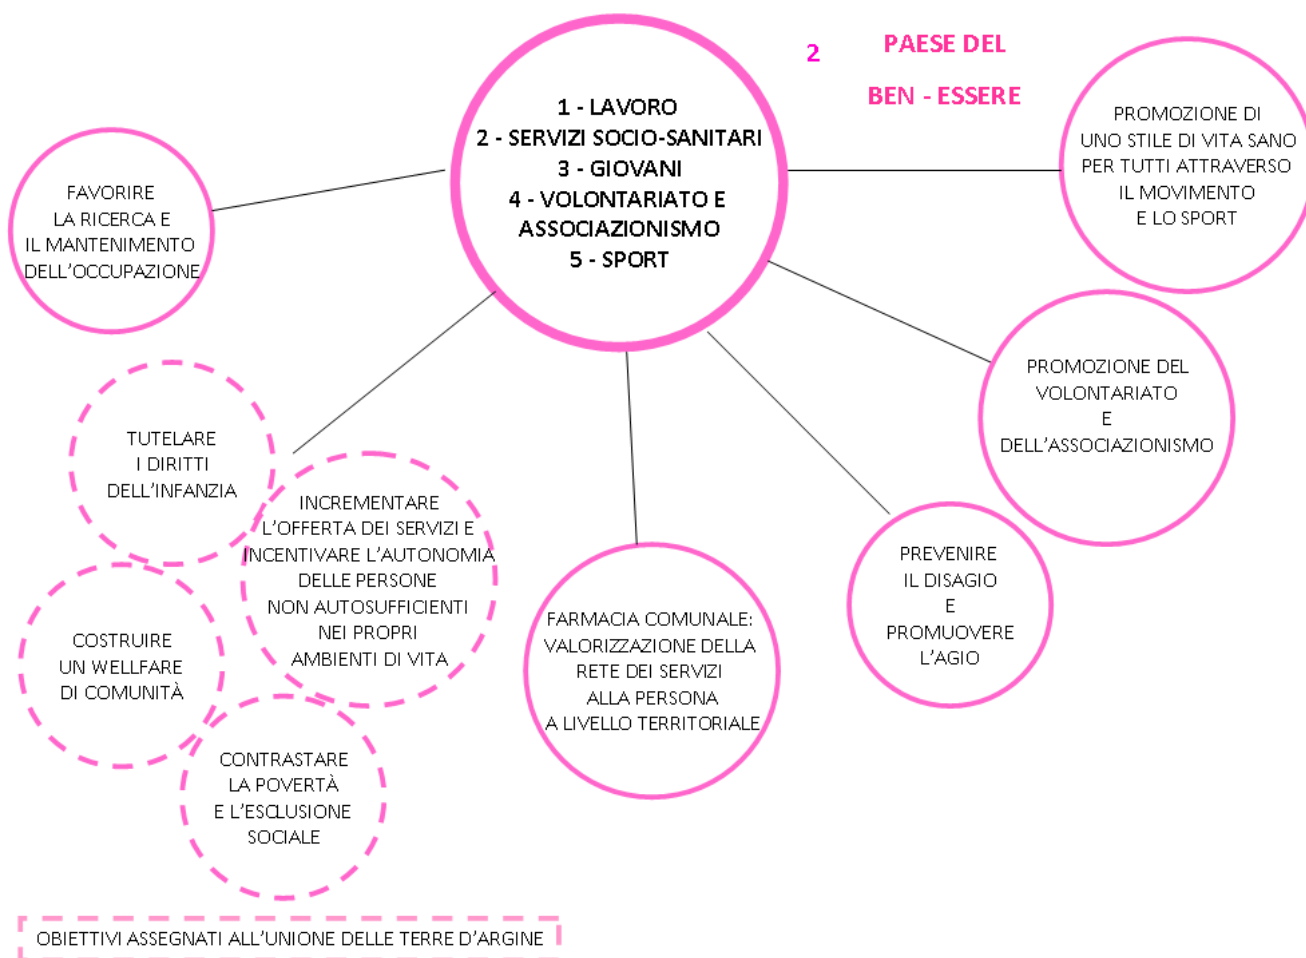 2 PAESE DEL
BEN - ESSERE
1 - LAVORO
2 - SERVIZI SOCIO-SANITARI
3 - GIOVANI
4 - VOLONTARIATO E
ASSOCIAZIONISMO
5 - SPORT
FAVORIRE
LA RICERCA E
IL MANTENIMENTO
DELL'OCCUPAZIONE
PROMOZIONE DI
UNO STILE DI VITA SANO
PER TUTTI ATTRAVERSO
IL MOVIMENTO
E LO SPORT
PROMOZIONE DEL
VOLONTARIATO
E
DELL'ASSOCIAZIONISMO
TUTELARE
I DIRITTI
DELL'INFANZIA
INCREMENTARE
L'OFFERTA DEI SERVIZI E
INCENTIVARE L'AUTONOMIA
DELLE PERSONE
NON AUTOSUFFICIENTI
NEI PROPRI
AMBIENTI DI VITA
PREVENIRE
IL DISAGIO
E
PROMUOVERE
L'AGIO
FARMACIA COMUNALE:
VALORIZZAZIONE DELLA
RETE DEI SERVIZI
ALLA PERSONA
A LIVELLO TERRITORIALE
COSTRUIRE
UN WELLFARE
DI COMUNITÀ
CONTRASTARE
LA POVERTÀ
E L'ESCLUSIONE
SOCIALE
OBIETTIVI ASSEGNATI ALL'UNIONE DELLE TERRE D'ARGINE